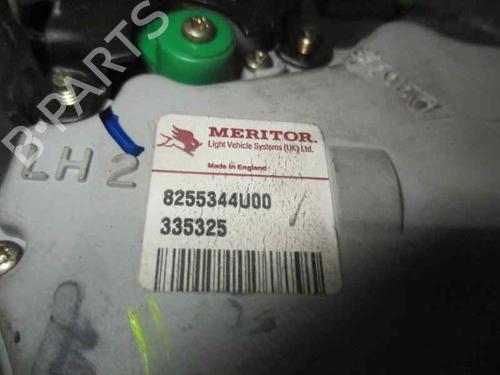 MERITOR
Light Vehicle Systems (UK) Ltd.
Made in England
LH2
8255344U00
335325
B-PARTS